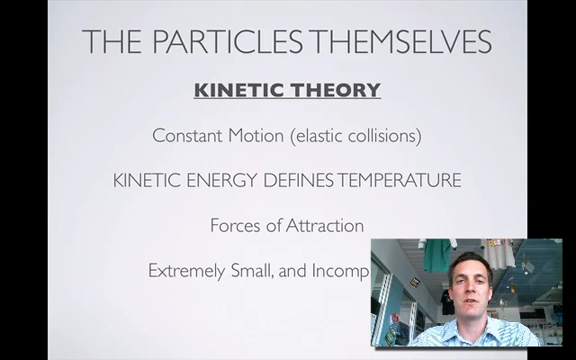 THE PARTICLES THEMSELVES
KINETIC THEORY
Constant Motion (elastic collisions)
KINETIC ENERGY DEFINES TEMPERATURE
Forces of Attraction
Extremely Small, and